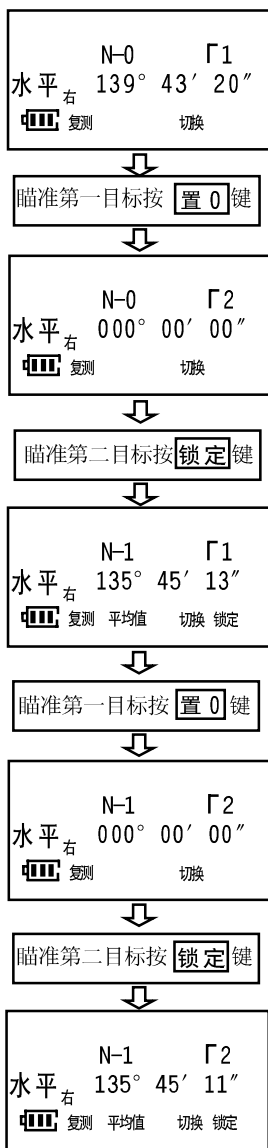 N-0 Γ1
水平右 139° 43′ 20″
复测 切换
瞄准第一目标按 置0 键
N-0 Γ2
水平右 000° 00′ 00″
复测 切换
瞄准第二目标按 锁定 键
N-1 Γ1
水平右 135° 45′ 13″
复测 平均值 切换 锁定
瞄准第一目标按 置0 键
N-1 Γ2
水平右 000° 00′ 00″
复测 切换
瞄准第二目标按 锁定 键
N-1 Γ2
水平右 135° 45′ 11″
复测 平均值 切换 锁定